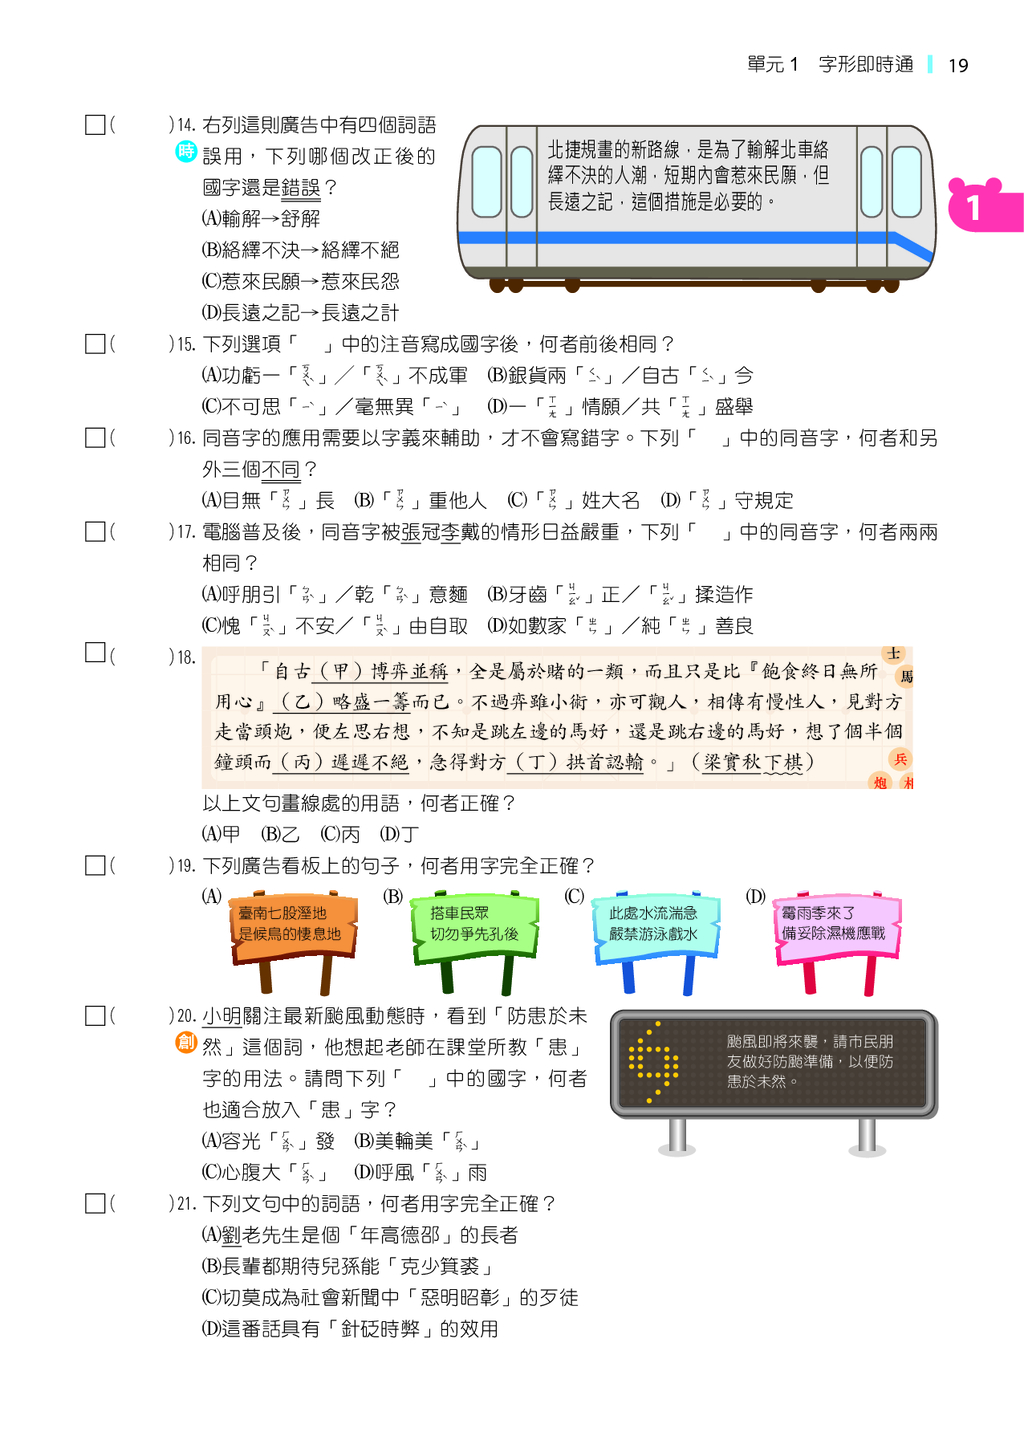 單元 1　字形即時通　19
1
(　　)14. 右列這則廣告中有四個詞語
時 誤用，下列哪個改正後的
國字還是錯誤？
(A)輸解→舒解
(B)絡繹不決→絡繹不絕
(C)惹來民願→惹來民怨
(D)長遠之記→長遠之計
北捷規畫的新路線，是為了輸解北車絡
繹不決的人潮，短期內會惹來民願，但
長遠之記，這個措施是必要的。
(　　)15. 下列選項「　」中的注音寫成國字後，何者前後相同？
(A)功虧一「ㄎㄨㄟˋ」／「ㄎㄨㄟˋ」不成軍　(B)銀貨兩「ㄑㄧˋ」／自古「ㄑㄧˋ」今
(C)不可思「ㄧˋ」／毫無異「ㄧˋ」　(D)一「ㄒㄧㄤ」情願／共「ㄒㄧㄤ」盛舉
(　　)16. 同音字的應用需要以字義來輔助，才不會寫錯字。下列「　」中的同音字，何者和另
外三個不同？
(A)目無「ㄗㄨㄣ」長　(B)「ㄗㄨㄣ」重他人　(C)「ㄗㄨㄣ」姓大名　(D)「ㄗㄨㄣ」守規定
(　　)17. 電腦普及後，同音字被張冠李戴的情形日益嚴重，下列「　」中的同音字，何者兩兩
相同？
(A)呼朋引「ㄅㄢˋ」／乾「ㄅㄢˋ」意麵　(B)牙齒「ㄐㄧㄠˇ」正／「ㄐㄧㄠˇ」揉造作
(C)愧「ㄐㄧㄡˋ」不安／「ㄐㄧㄡˋ」由自取　(D)如數家「ㄓㄣ」／純「ㄓㄣ」善良
(　　)18.
「自古（甲）博弈並稱，全是屬於賭的一類，而且只是比『飽食終日無所
用心』（乙）略盛一籌而已。不過弈雖小術，亦可觀人，相傳有慢性人，見對方
走當頭炮，便左思右想，不知是跳左邊的馬好，還是跳右邊的馬好，想了個半個
鐘頭而（丙）遲遲不絕，急得對方（丁）拱首認輸。」（梁實秋下棋）
士
馬
兵
炮
以上文句畫線處的用語，何者正確？
(A)甲　(B)乙　(C)丙　(D)丁
(　　)19. 下列廣告看板上的句子，何者用字完全正確？
(A)
臺南七股溼地
是候鳥的悽息地
(B)
搭車民眾
切勿爭先孔後
(C)
此處水流湍急
嚴禁游泳戲水
(D)
霉雨季來了
備妥除濕機應戰
(　　)20. 小明關注最新颱風動態時，看到「防患於未
創 然」這個詞，他想起老師在課堂所教「患」
字的用法。請問下列「　」中的國字，何者
也適合放入「患」字？
(A)容光「ㄏㄨㄢˋ」發　(B)美輪美「ㄏㄨㄢˋ」
(C)心腹大「ㄏㄨㄢˋ」　(D)呼風「ㄏㄨㄢˋ」雨
颱風即將來襲，請市民朋
友做好防颱準備，以便防
患於未然。
(　　)21. 下列文句中的詞語，何者用字完全正確？
(A)劉老先生是個「年高德邵」的長者
(B)長輩都期待兒孫能「克少箕裘」
(C)切莫成為社會新聞中「惡明昭彰」的歹徒
(D)這番話具有「針砭時弊」的效用